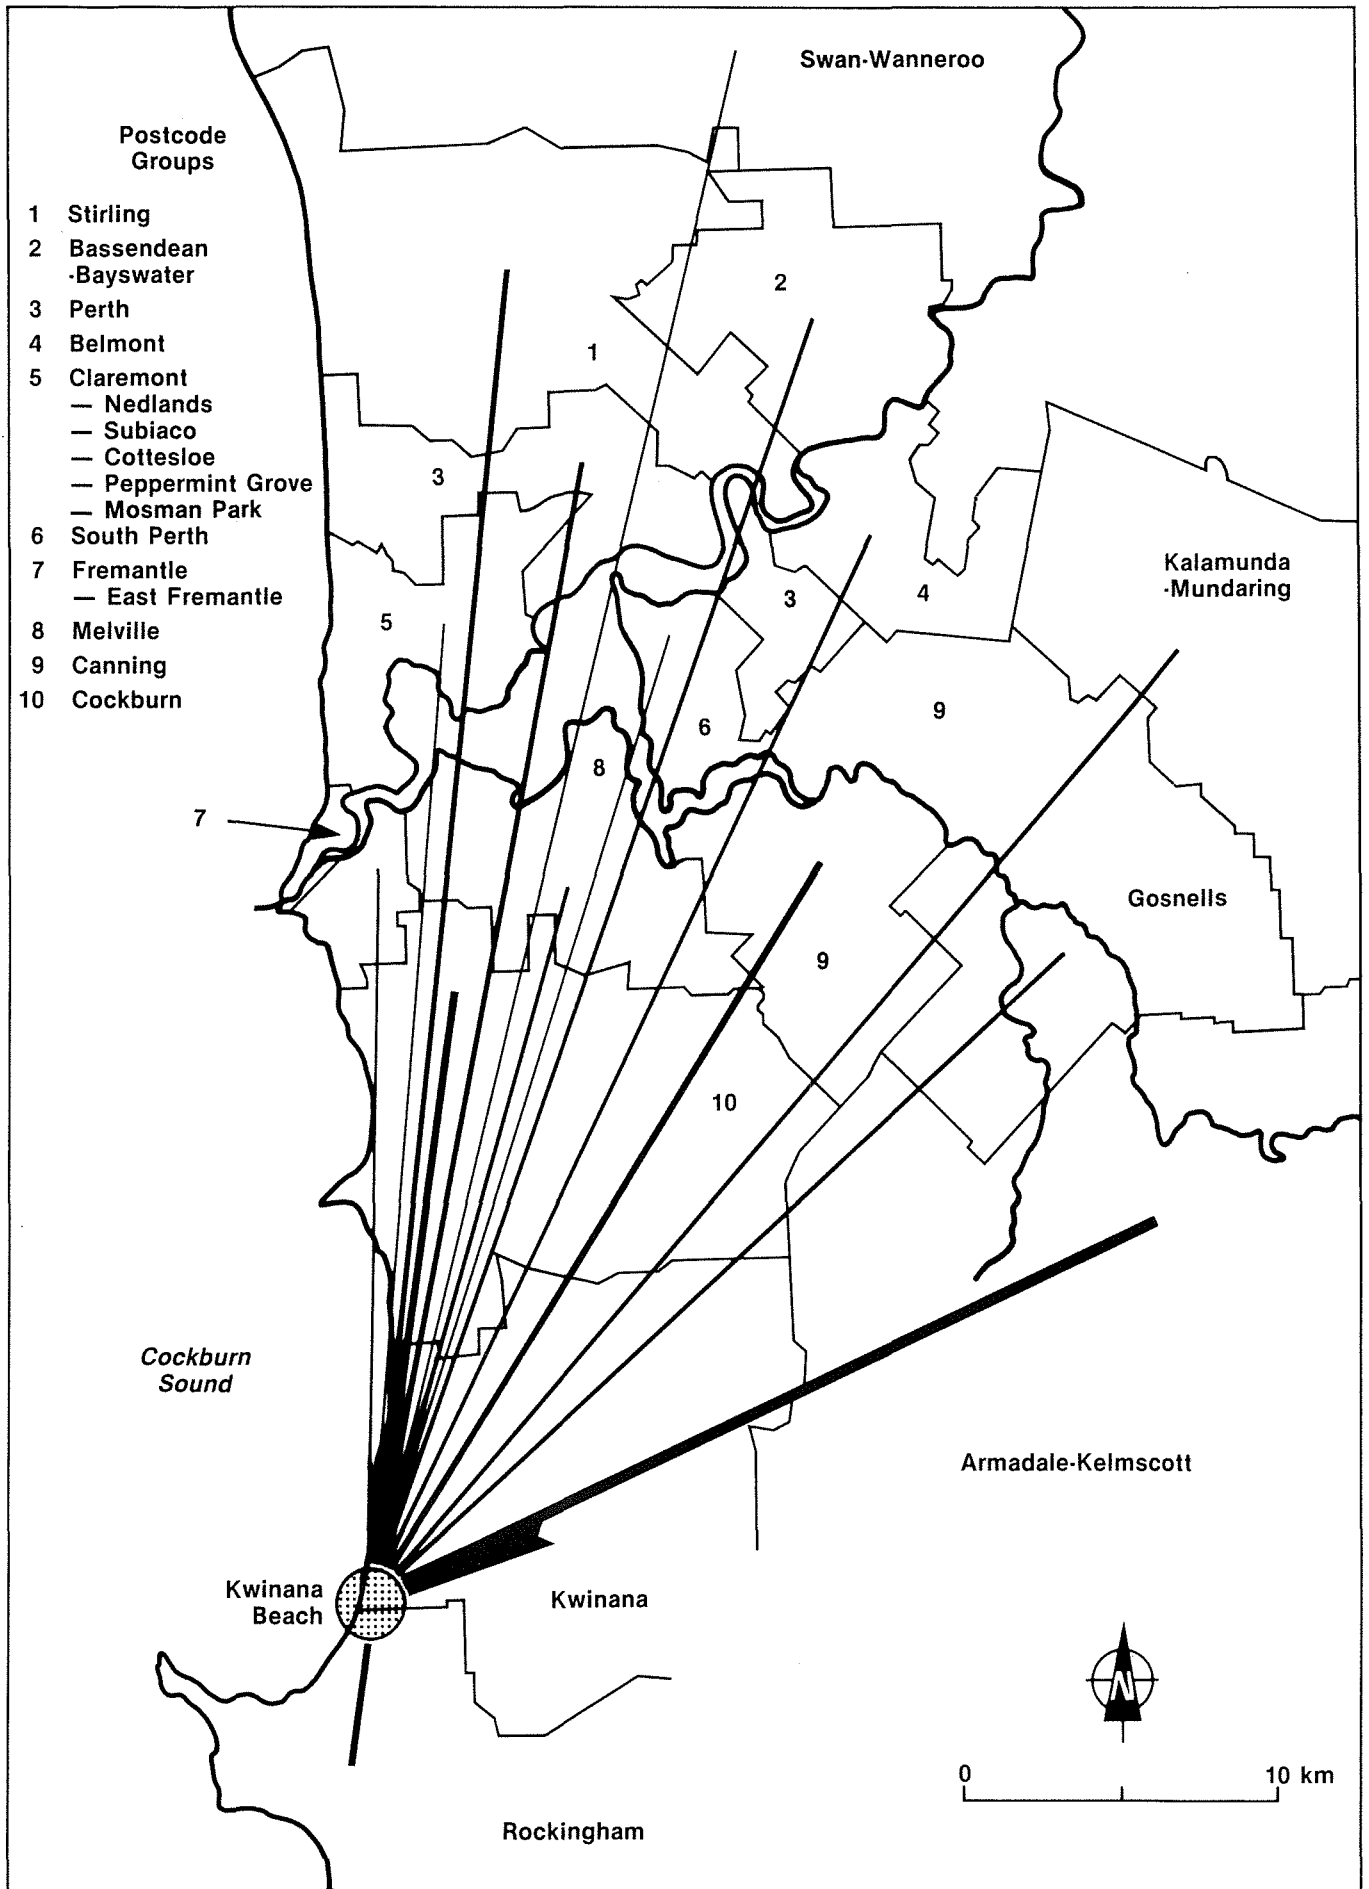 Swan-Wanneroo
Postcode
Groups
1 Stirling
2 Bassendean
-Bayswater
3 Perth
4 Belmont
5 Claremont
— Nedlands
— Subiaco
— Cottesloe
— Peppermint Grove
— Mosman Park
6 South Perth
7 Fremantle
— East Fremantle
8 Melville
9 Canning
10 Cockburn
2
1
3
Kalamunda
-Mundaring
3
4
5
9
6
8
7
Gosnells
9
10
Cockburn
Sound
Armadale-Kelmscott
Kwinana
Beach
Kwinana
N
0 10 km
Rockingham